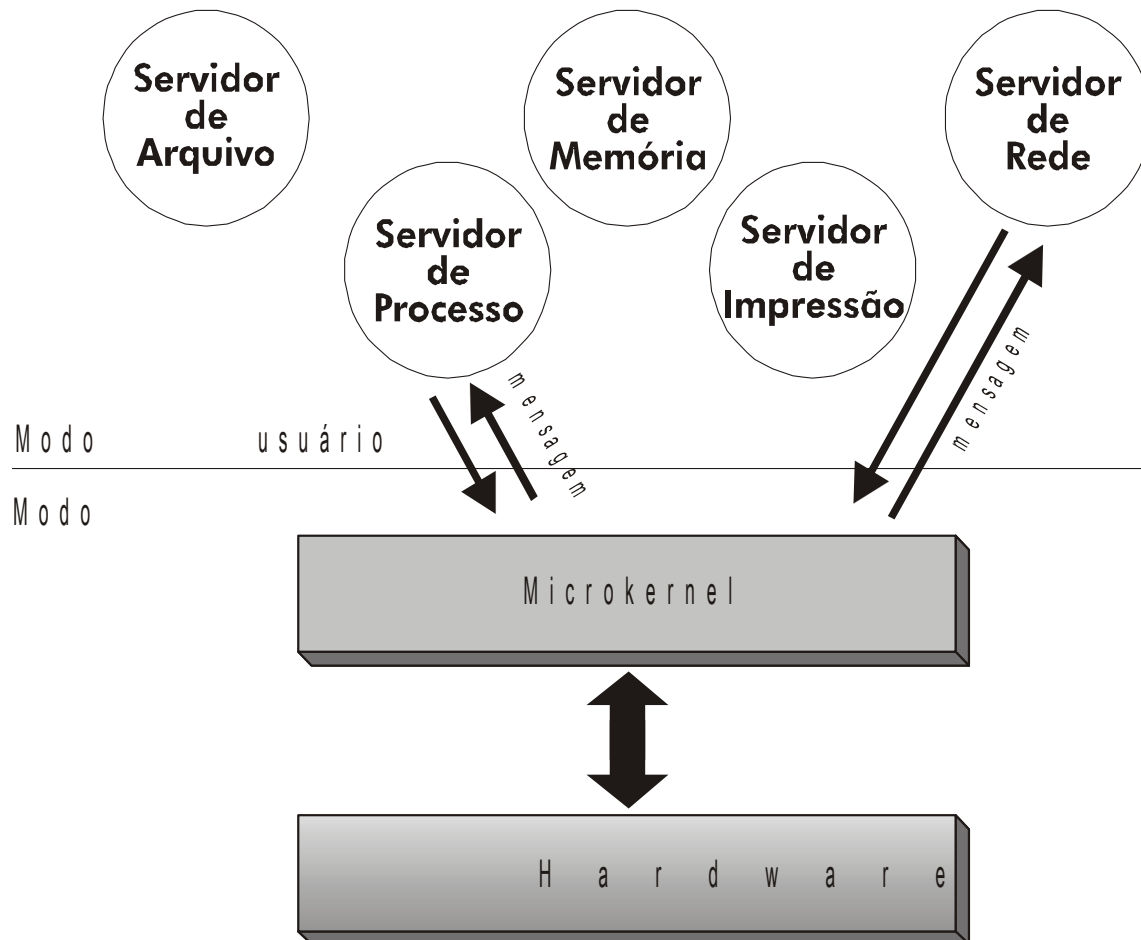 Servidor
de
Arquivo
Servidor
de
Memória
Servidor
de
Rede
Servidor
de
Processo
Servidor
de
Impressão
mensagem
mensagem
Modo usuário
Modo
Microkernel
Hardware